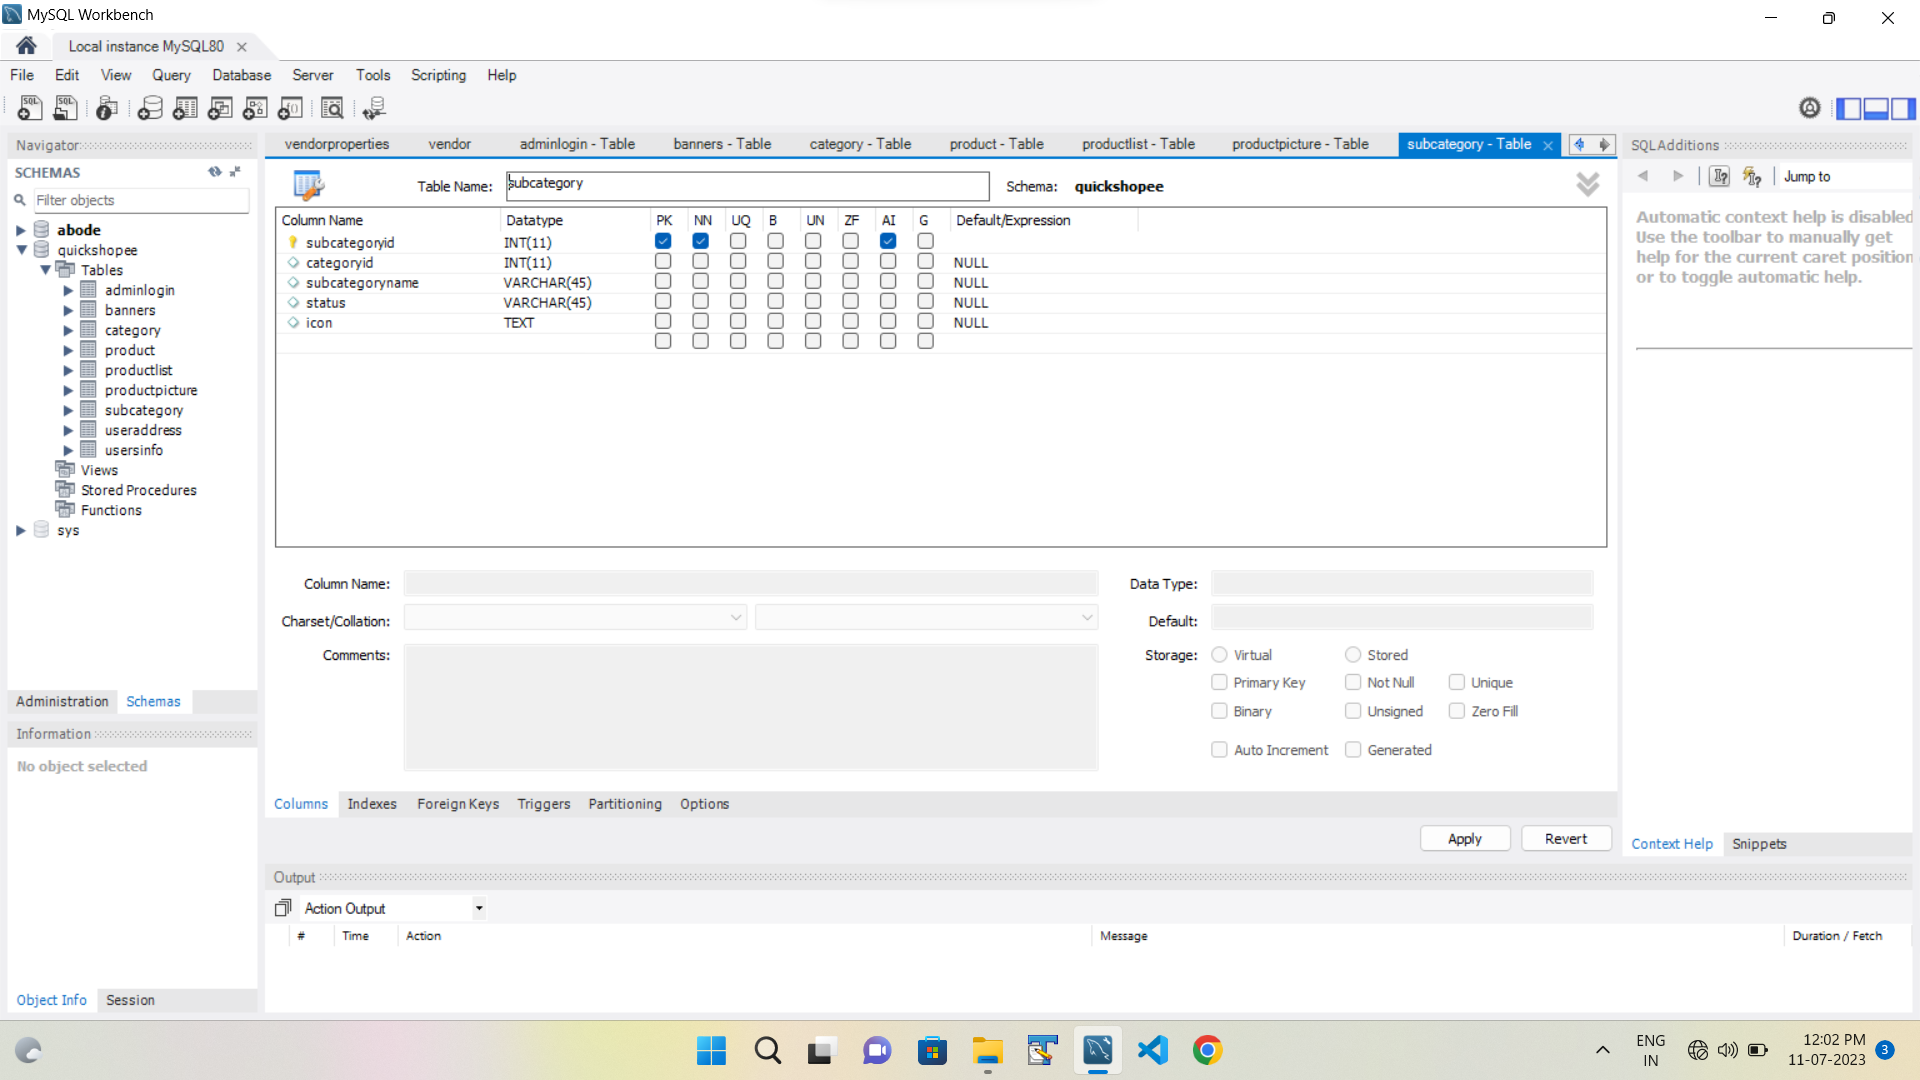 MySQL Workbench
Local instance MySQL80
File Edit View Query Database Server Tools Scripting Help
Navigator
SCHEMAS
Filter objects
abode
quickshopee
Tables
adminlogin
banners
category
product
productlist
productpicture
subcategory
useraddress
usersinfo
Views
Stored Procedures
Functions
sys
Administration Schemas
Information
No object selected
Object Info Session
vendorproperties vendor adminlogin - Table banners - Table category - Table product - Table productlist - Table productpicture - Table subcategory - Table
Table Name: subcategory Schema: quickshopee
Column Name Datatype PK NN UQ B UN ZF AI G Default/Expression
subcategoryid INT(11)
categoryid INT(11) NULL
subcategoryname VARCHAR(45) NULL
status VARCHAR(45) NULL
icon TEXT NULL
Column Name: Data Type:
Charset/Collation: Default:
Comments: Storage: Virtual Stored
Primary Key Not Null Unique
Binary Unsigned Zero Fill
Auto Increment Generated
Columns Indexes Foreign Keys Triggers Partitioning Options
Apply Revert
SQLAdditions
Jump to
Automatic context help is disabled
Use the toolbar to manually get
help for the current caret position
or to toggle automatic help.
Context Help Snippets
Output
Action Output
# Time Action Message Duration / Fetch
ENG
IN
12:02 PM
11-07-2023
3